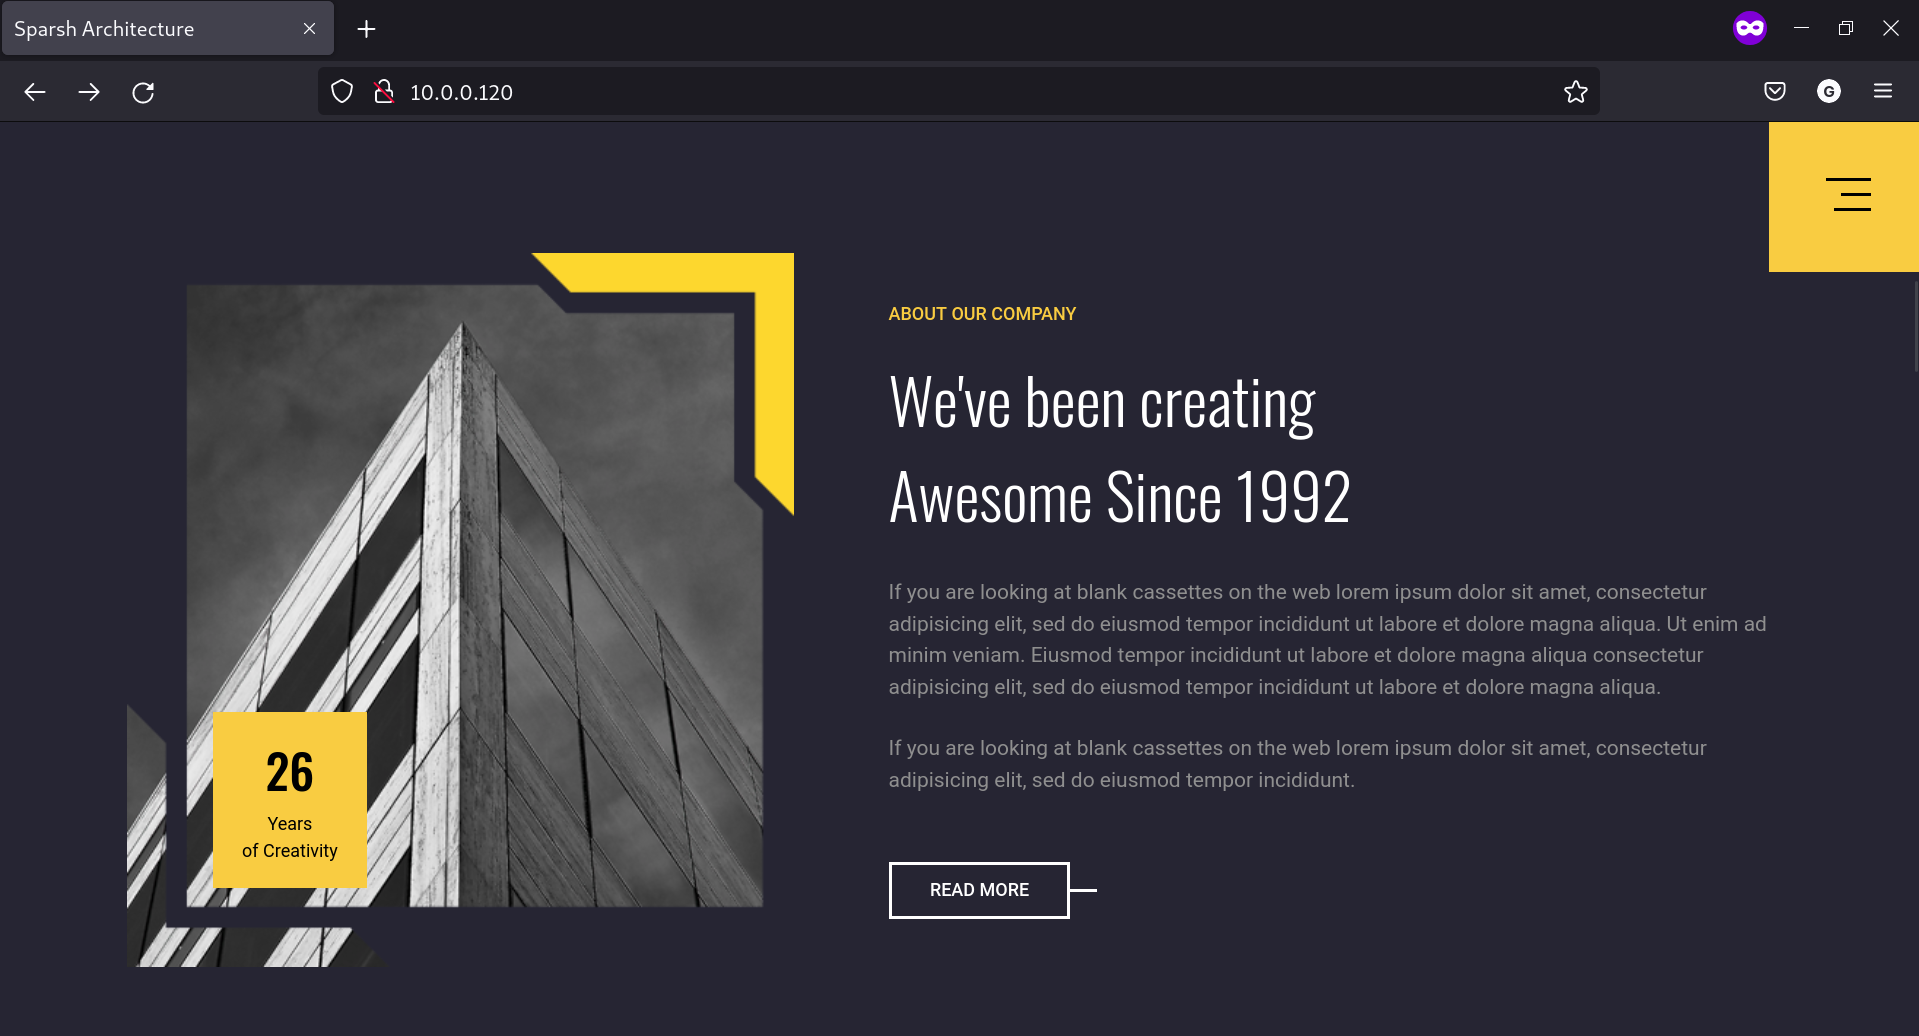 Sparsh Architecture
10.0.0.120
G
ABOUT OUR COMPANY
We've been creating
Awesome Since 1992
If you are looking at blank cassettes on the web lorem ipsum dolor sit amet, consectetur
adipisicing elit, sed do eiusmod tempor incididunt ut labore et dolore magna aliqua. Ut enim ad
minim veniam. Eiusmod tempor incididunt ut labore et dolore magna aliqua consectetur
adipisicing elit, sed do eiusmod tempor incididunt ut labore et dolore magna aliqua.
If you are looking at blank cassettes on the web lorem ipsum dolor sit amet, consectetur
adipisicing elit, sed do eiusmod tempor incididunt.
READ MORE
26
Years
of Creativity